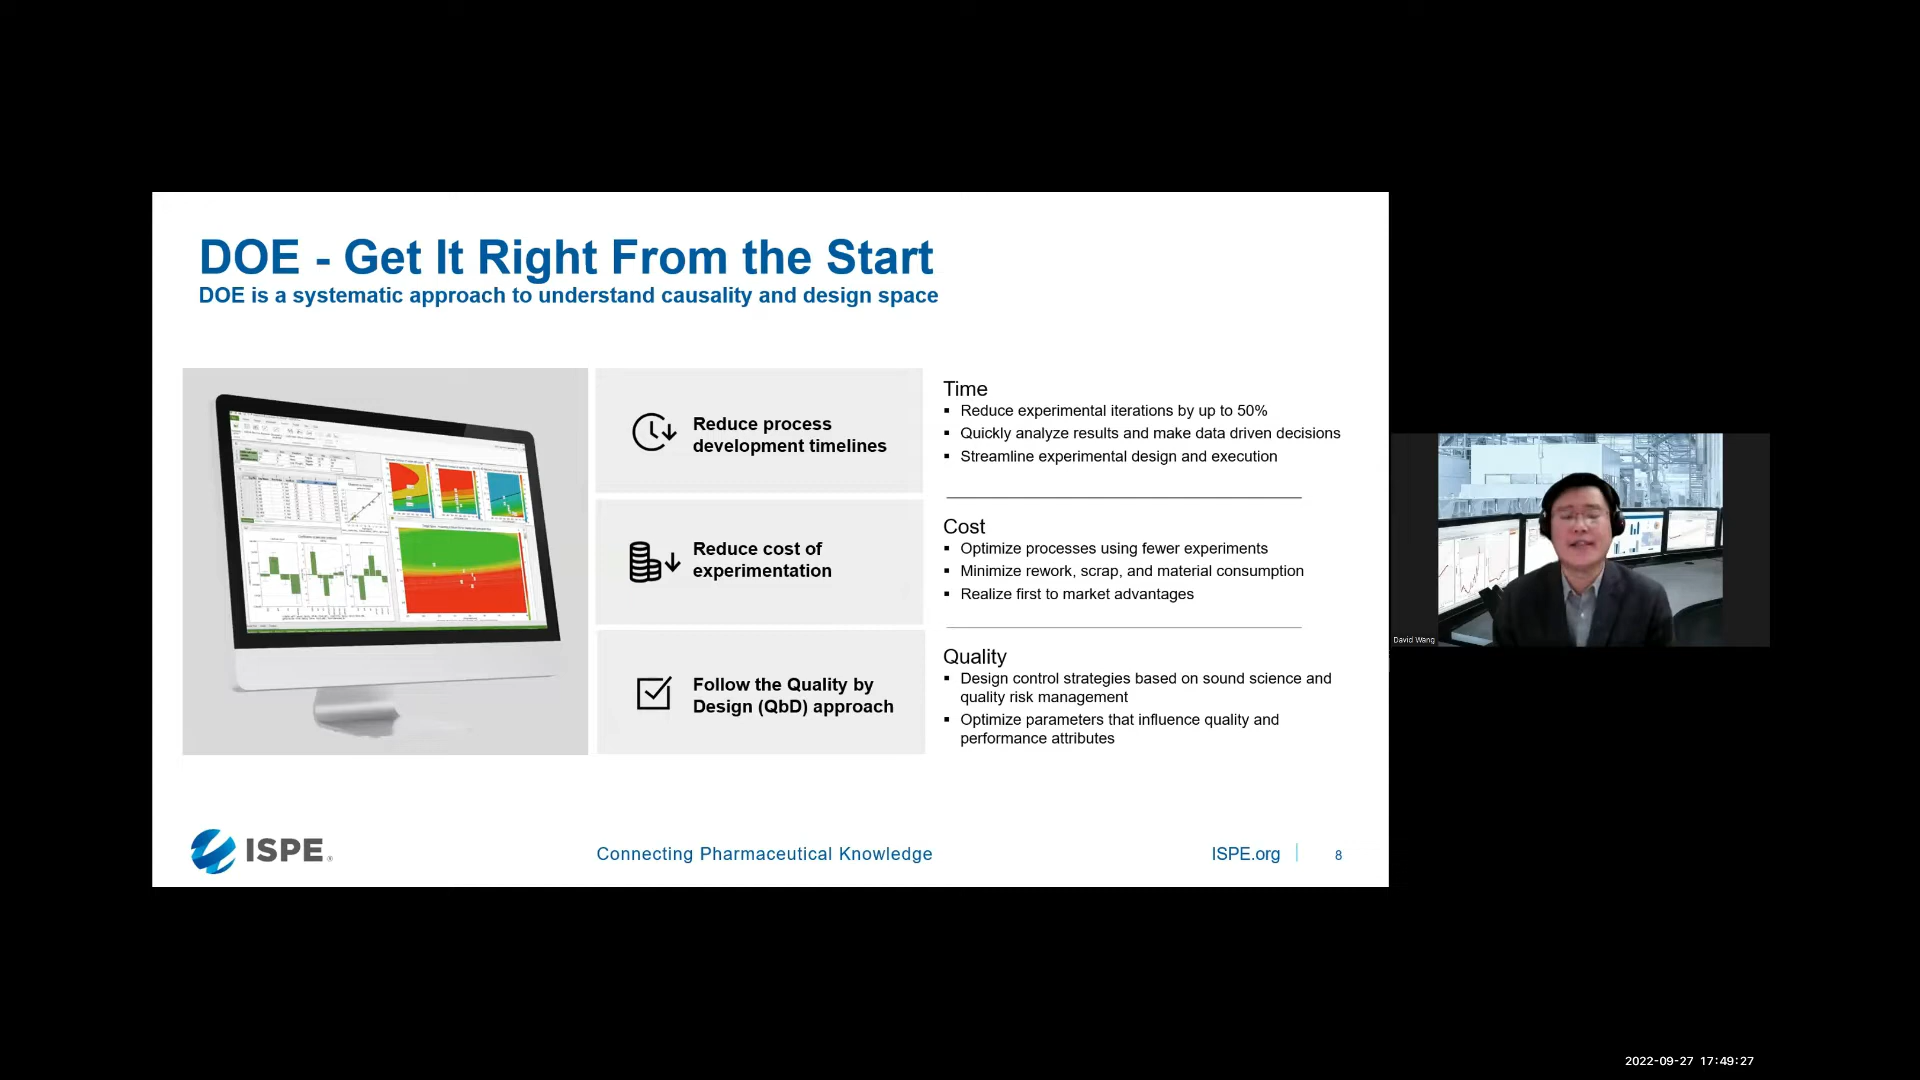 DOE - Get It Right From the Start
DOE is a systematic approach to understand causality and design space
Reduce process
development timelines
Reduce cost of
experimentation
Follow the Quality by
Design (QbD) approach
Time
▪ Reduce experimental iterations by up to 50%
▪ Quickly analyze results and make data driven decisions
▪ Streamline experimental design and execution
Cost
▪ Optimize processes using fewer experiments
▪ Minimize rework, scrap, and material consumption
▪ Realize first to market advantages
Quality
▪ Design control strategies based on sound science and
quality risk management
▪ Optimize parameters that influence quality and
performance attributes
David Wang
ISPE®
Connecting Pharmaceutical Knowledge
ISPE.org | 8
2022-09-27 17:49:27